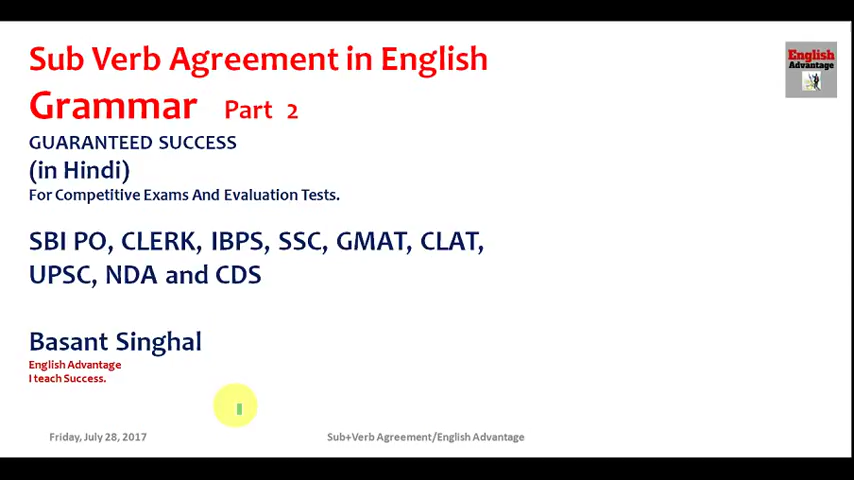 Sub Verb Agreement in English
Grammar Part 2
GUARANTEED SUCCESS
(in Hindi)
For Competitive Exams And Evaluation Tests.
SBI PO, CLERK, IBPS, SSC, GMAT, CLAT,
UPSC, NDA and CDS
Basant Singhal
English Advantage
I teach Success.
Friday, July 28, 2017
Sub+Verb Agreement/English Advantage
English
Advantage